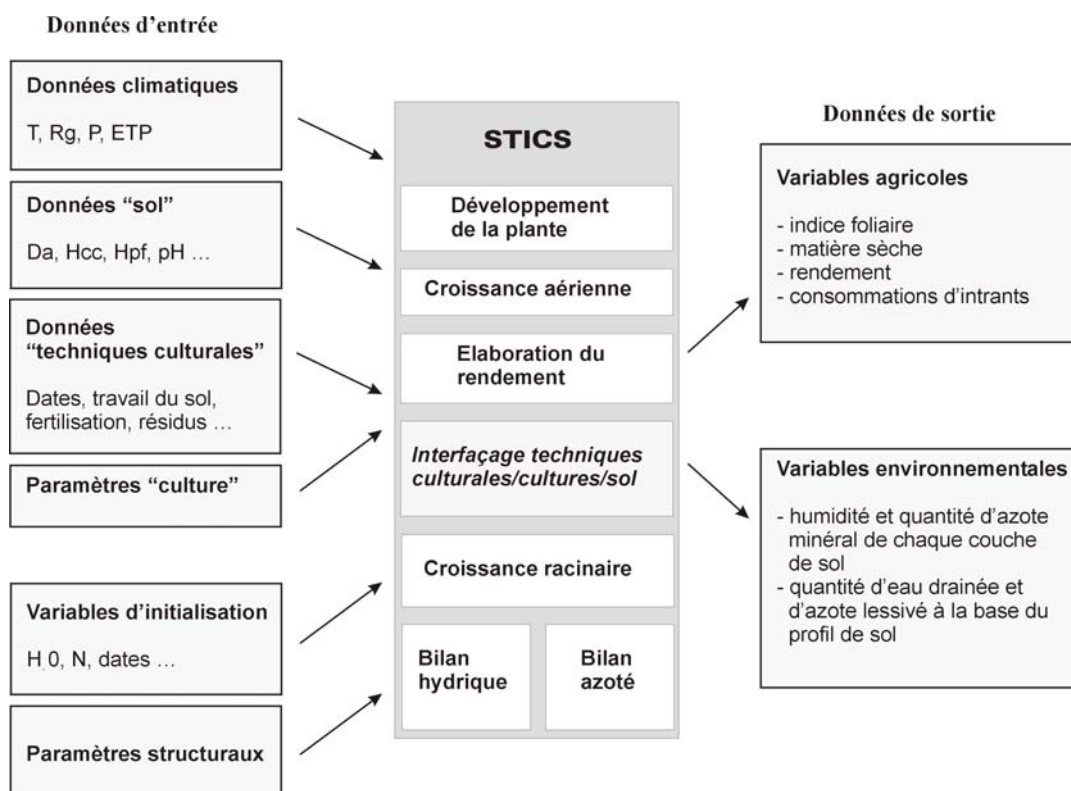 Données d'entrée
Données climatiques
T, Rg, P, ETP
Données “sol”
Da, Hcc, Hpf, pH ...
Données
“techniques culturales”
Dates, travail du sol,
fertilisation, résidus ...
Paramètres “culture”
Variables d'initialisation
H 0, N, dates ...
Paramètres structuraux
STICS
Développement
de la plante
Croissance aérienne
Elaboration du
rendement
Interfaçage techniques
culturales/cultures/sol
Croissance racinaire
Bilan
hydrique
Bilan
azoté
Données de sortie
Variables agricoles
- indice foliaire
- matière sèche
- rendement
- consommations d'intrants
Variables environnementales
- humidité et quantité d'azote
minéral de chaque couche
de sol
- quantité d'eau drainée et
d'azote lessivé à la base du
profil de sol